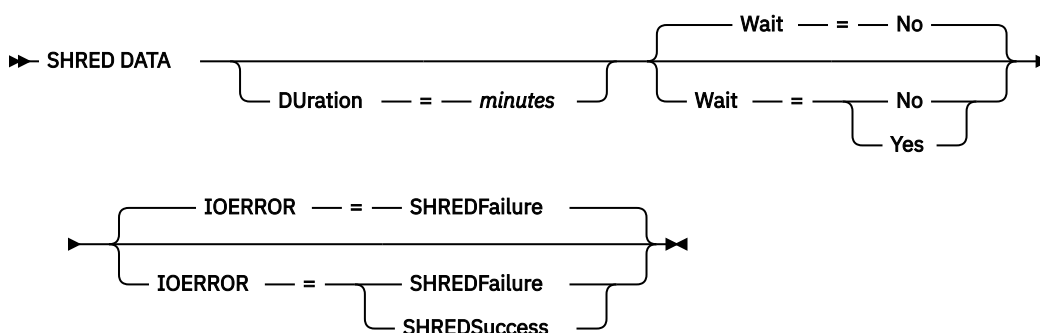 Wait = No
SHRED DATA
DUration = minutes Wait = No
Yes
IOERROR = SHREDFailure
IOERROR = SHREDFailure
SHREDSuccess